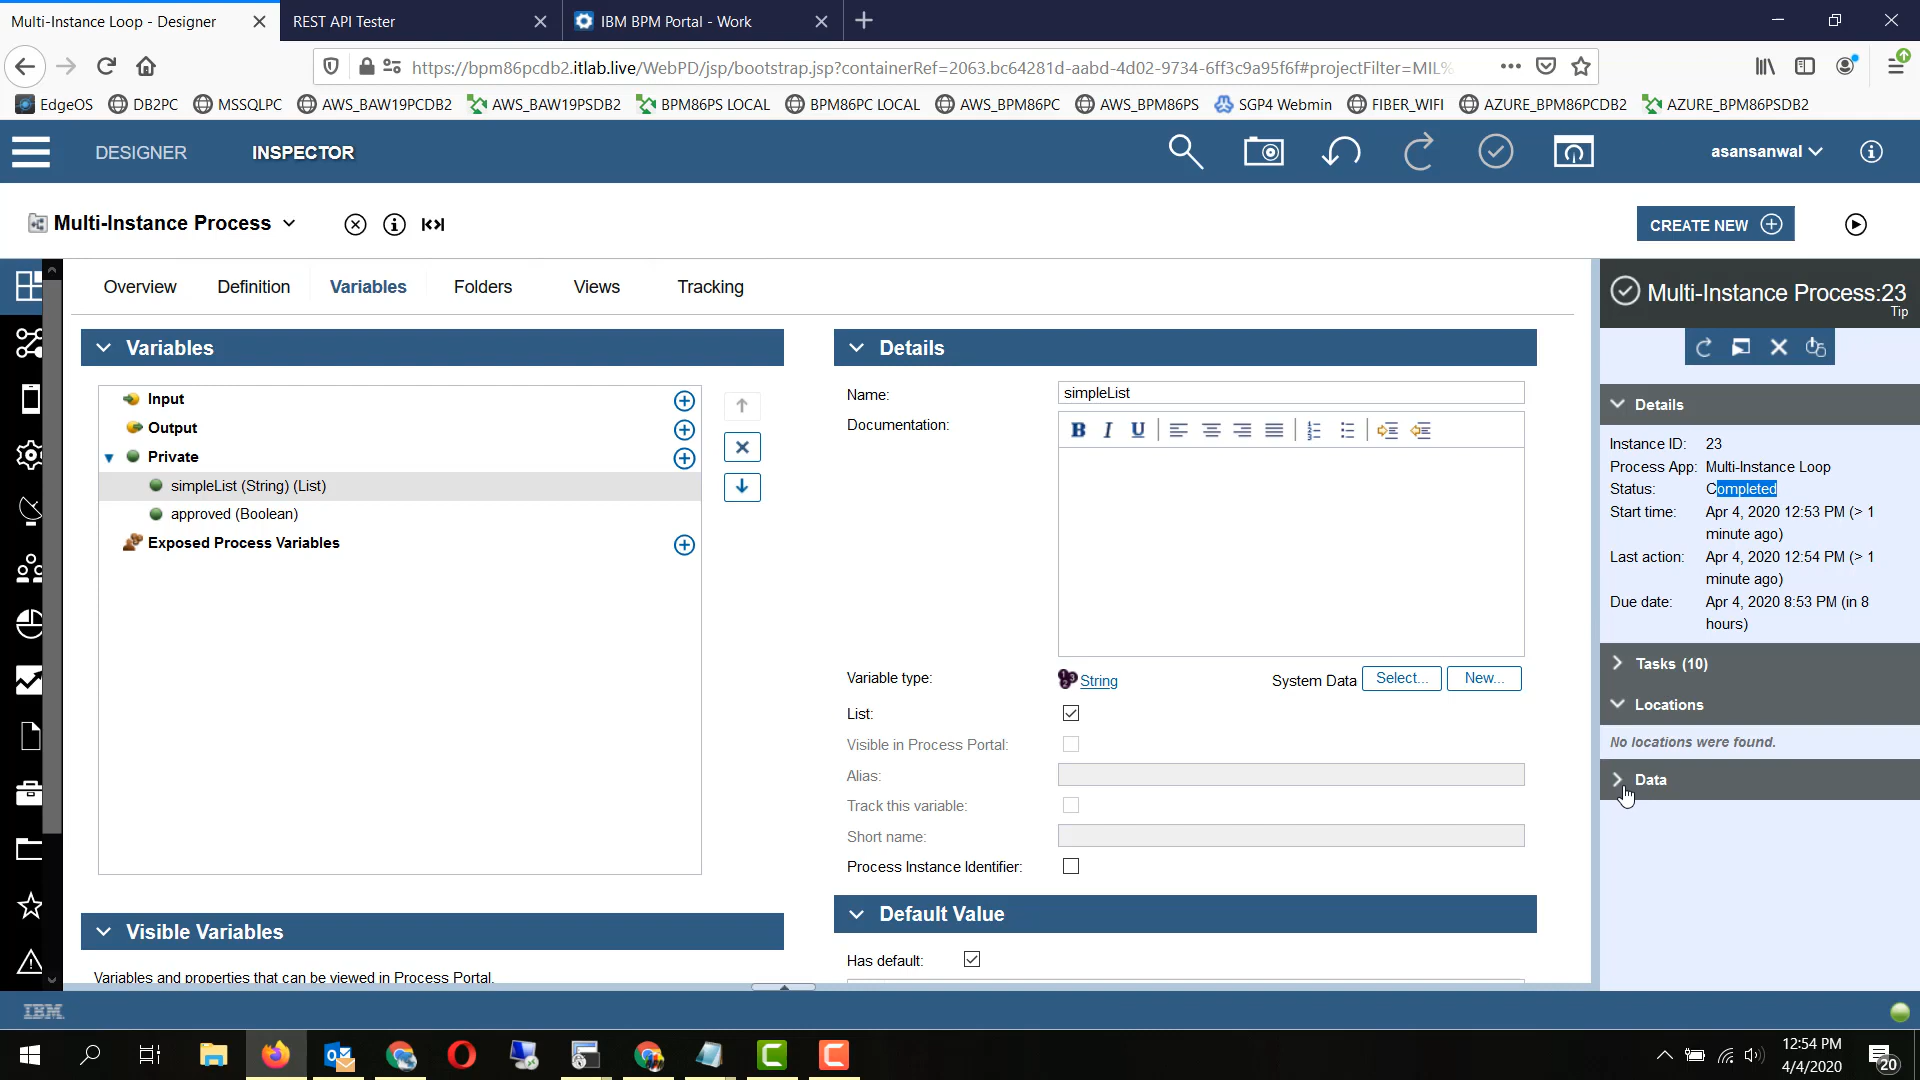 Multi-Instance Loop - Designer
REST API Tester
IBM BPM Portal - Work
https://bpm86pcdb2.itlab.live/WebPD/jsp/bootstrap.jsp?containerRef=2063.bc64281d-aabd-4d02-9734-6ff3c9a95f6f#projectFilter=MIL%
EdgeOS DB2PC MSSQLPC AWS_BAW19PCDB2 AWS_BAW19PSDB2 BPM86PS LOCAL BPM86PC LOCAL AWS_BPM86PC AWS_BPM86PS SGP4 Webmin FIBER_WIFI AZURE_BPM86PCDB2 AZURE_BPM86PSDB2
DESIGNER INSPECTOR asansanwal
Multi-Instance Process
CREATE NEW
Overview Definition Variables Folders Views Tracking
Variables
Input
Output
Private
simpleList (String) (List)
approved (Boolean)
Exposed Process Variables
Visible Variables
Variables and properties that can be viewed in Process Portal.
Details
Name: simpleList
Documentation:
B I U
Variable type: String System Data Select... New...
List:
Visible in Process Portal:
Alias:
Track this variable:
Short name:
Process Instance Identifier:
Default Value
Has default:
Multi-Instance Process:23
Tip
Details
Instance ID: 23
Process App: Multi-Instance Loop
Status: Completed
Start time: Apr 4, 2020 12:53 PM (> 1
minute ago)
Last action: Apr 4, 2020 12:54 PM (> 1
minute ago)
Due date: Apr 4, 2020 8:53 PM (in 8
hours)
Tasks (10)
Locations
No locations were found.
Data
IBM
12:54 PM
4/4/2020
20